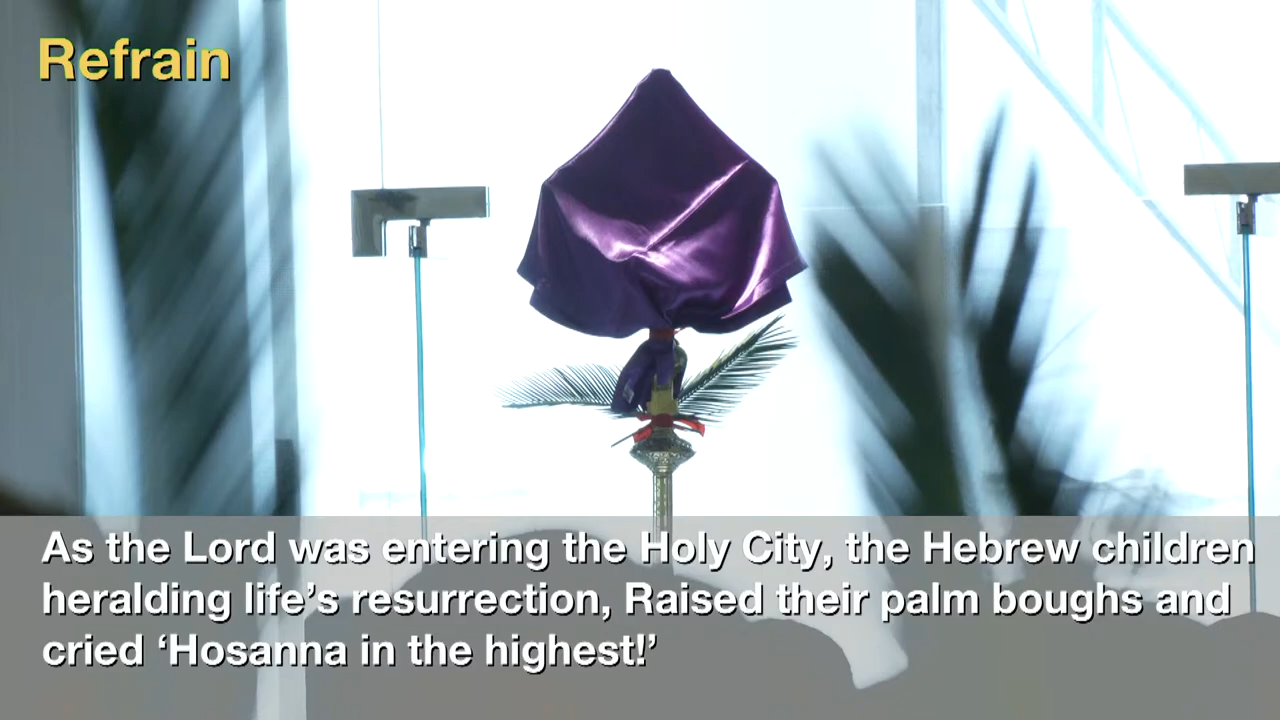 Refrain
As the Lord was entering the Holy City, the Hebrew children
heralding life’s resurrection, Raised their palm boughs and
cried ‘Hosanna in the highest!’